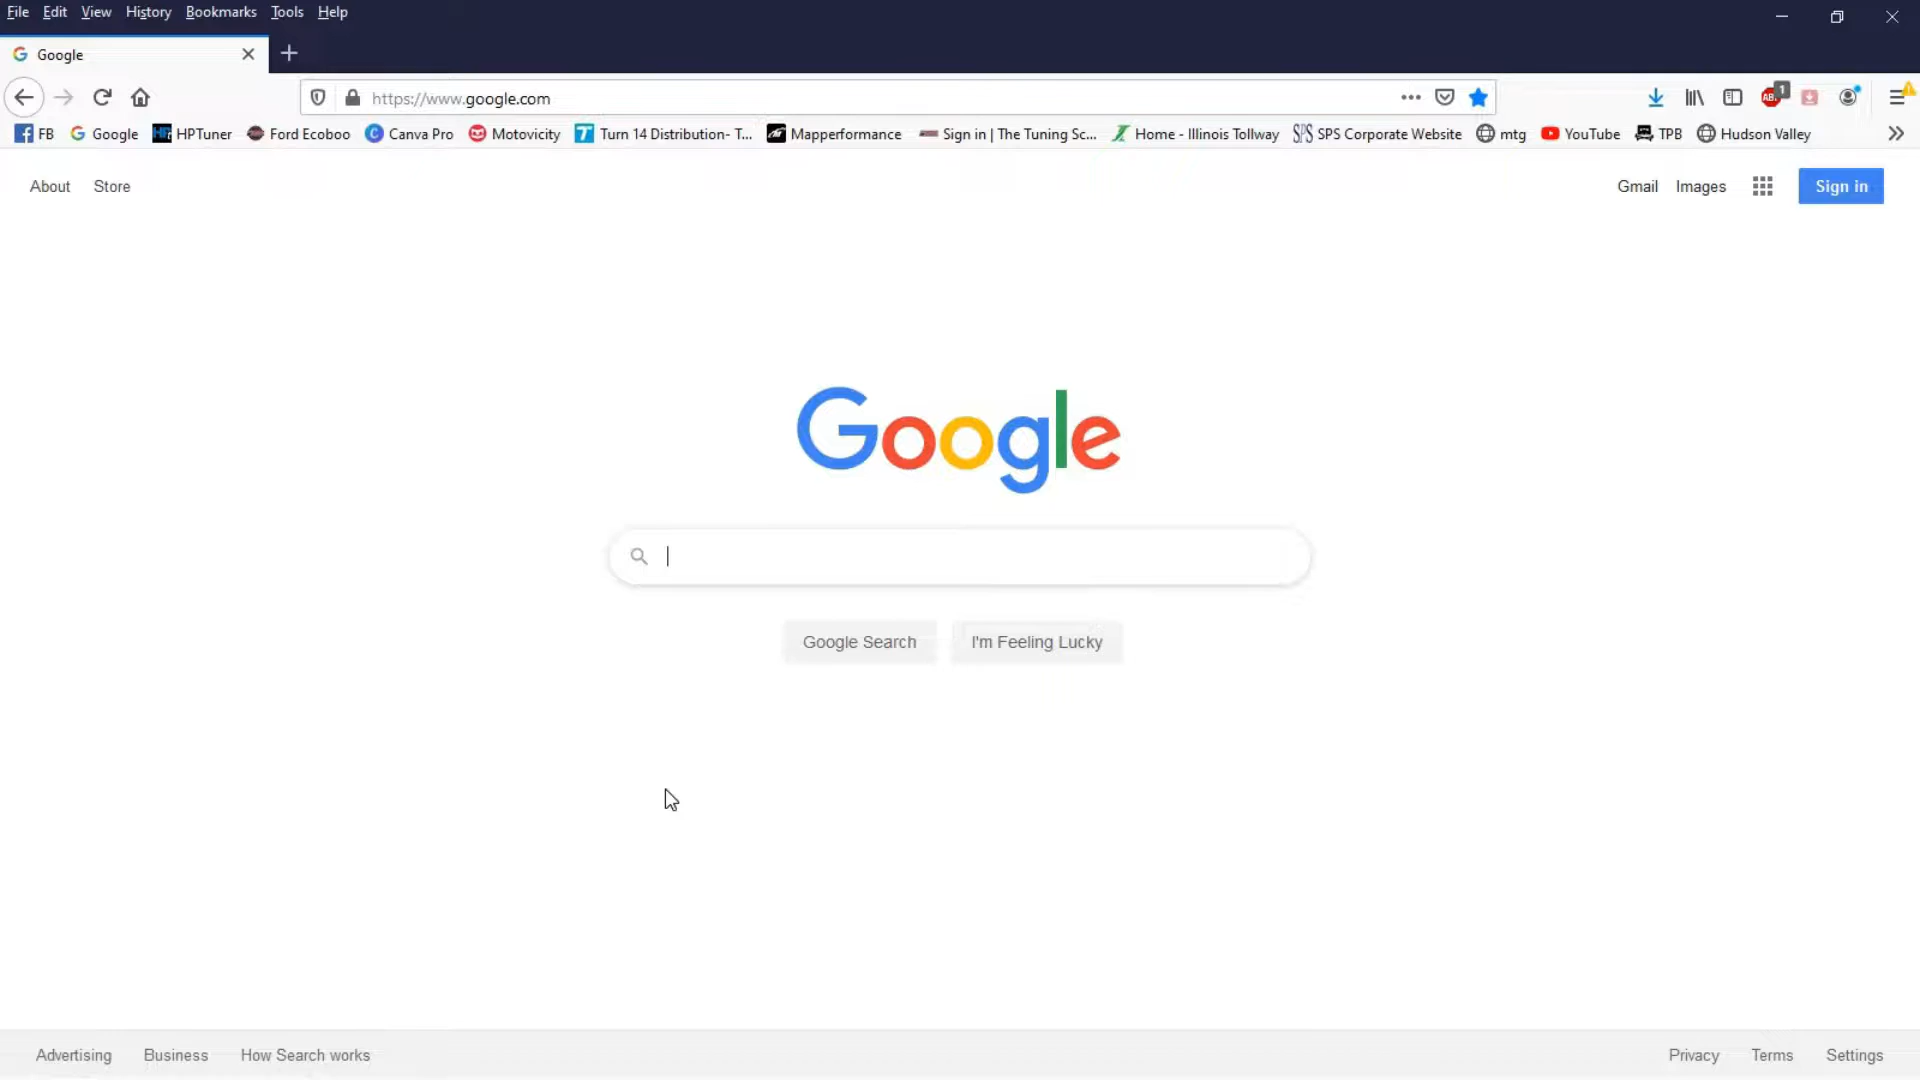 File Edit View History Bookmarks Tools Help
Google
https://www.google.com
ABP 1
FB Google HPTuner Ford Ecoboo Canva Pro Motovicity Turn 14 Distribution- T... Mapperformance Sign in | The Tuning Sc... Home - Illinois Tollway SPS SPS Corporate Website mtg YouTube TPB Hudson Valley
About Store Gmail Images Sign in
Google
Google Search I'm Feeling Lucky
Advertising Business How Search works Privacy Terms Settings